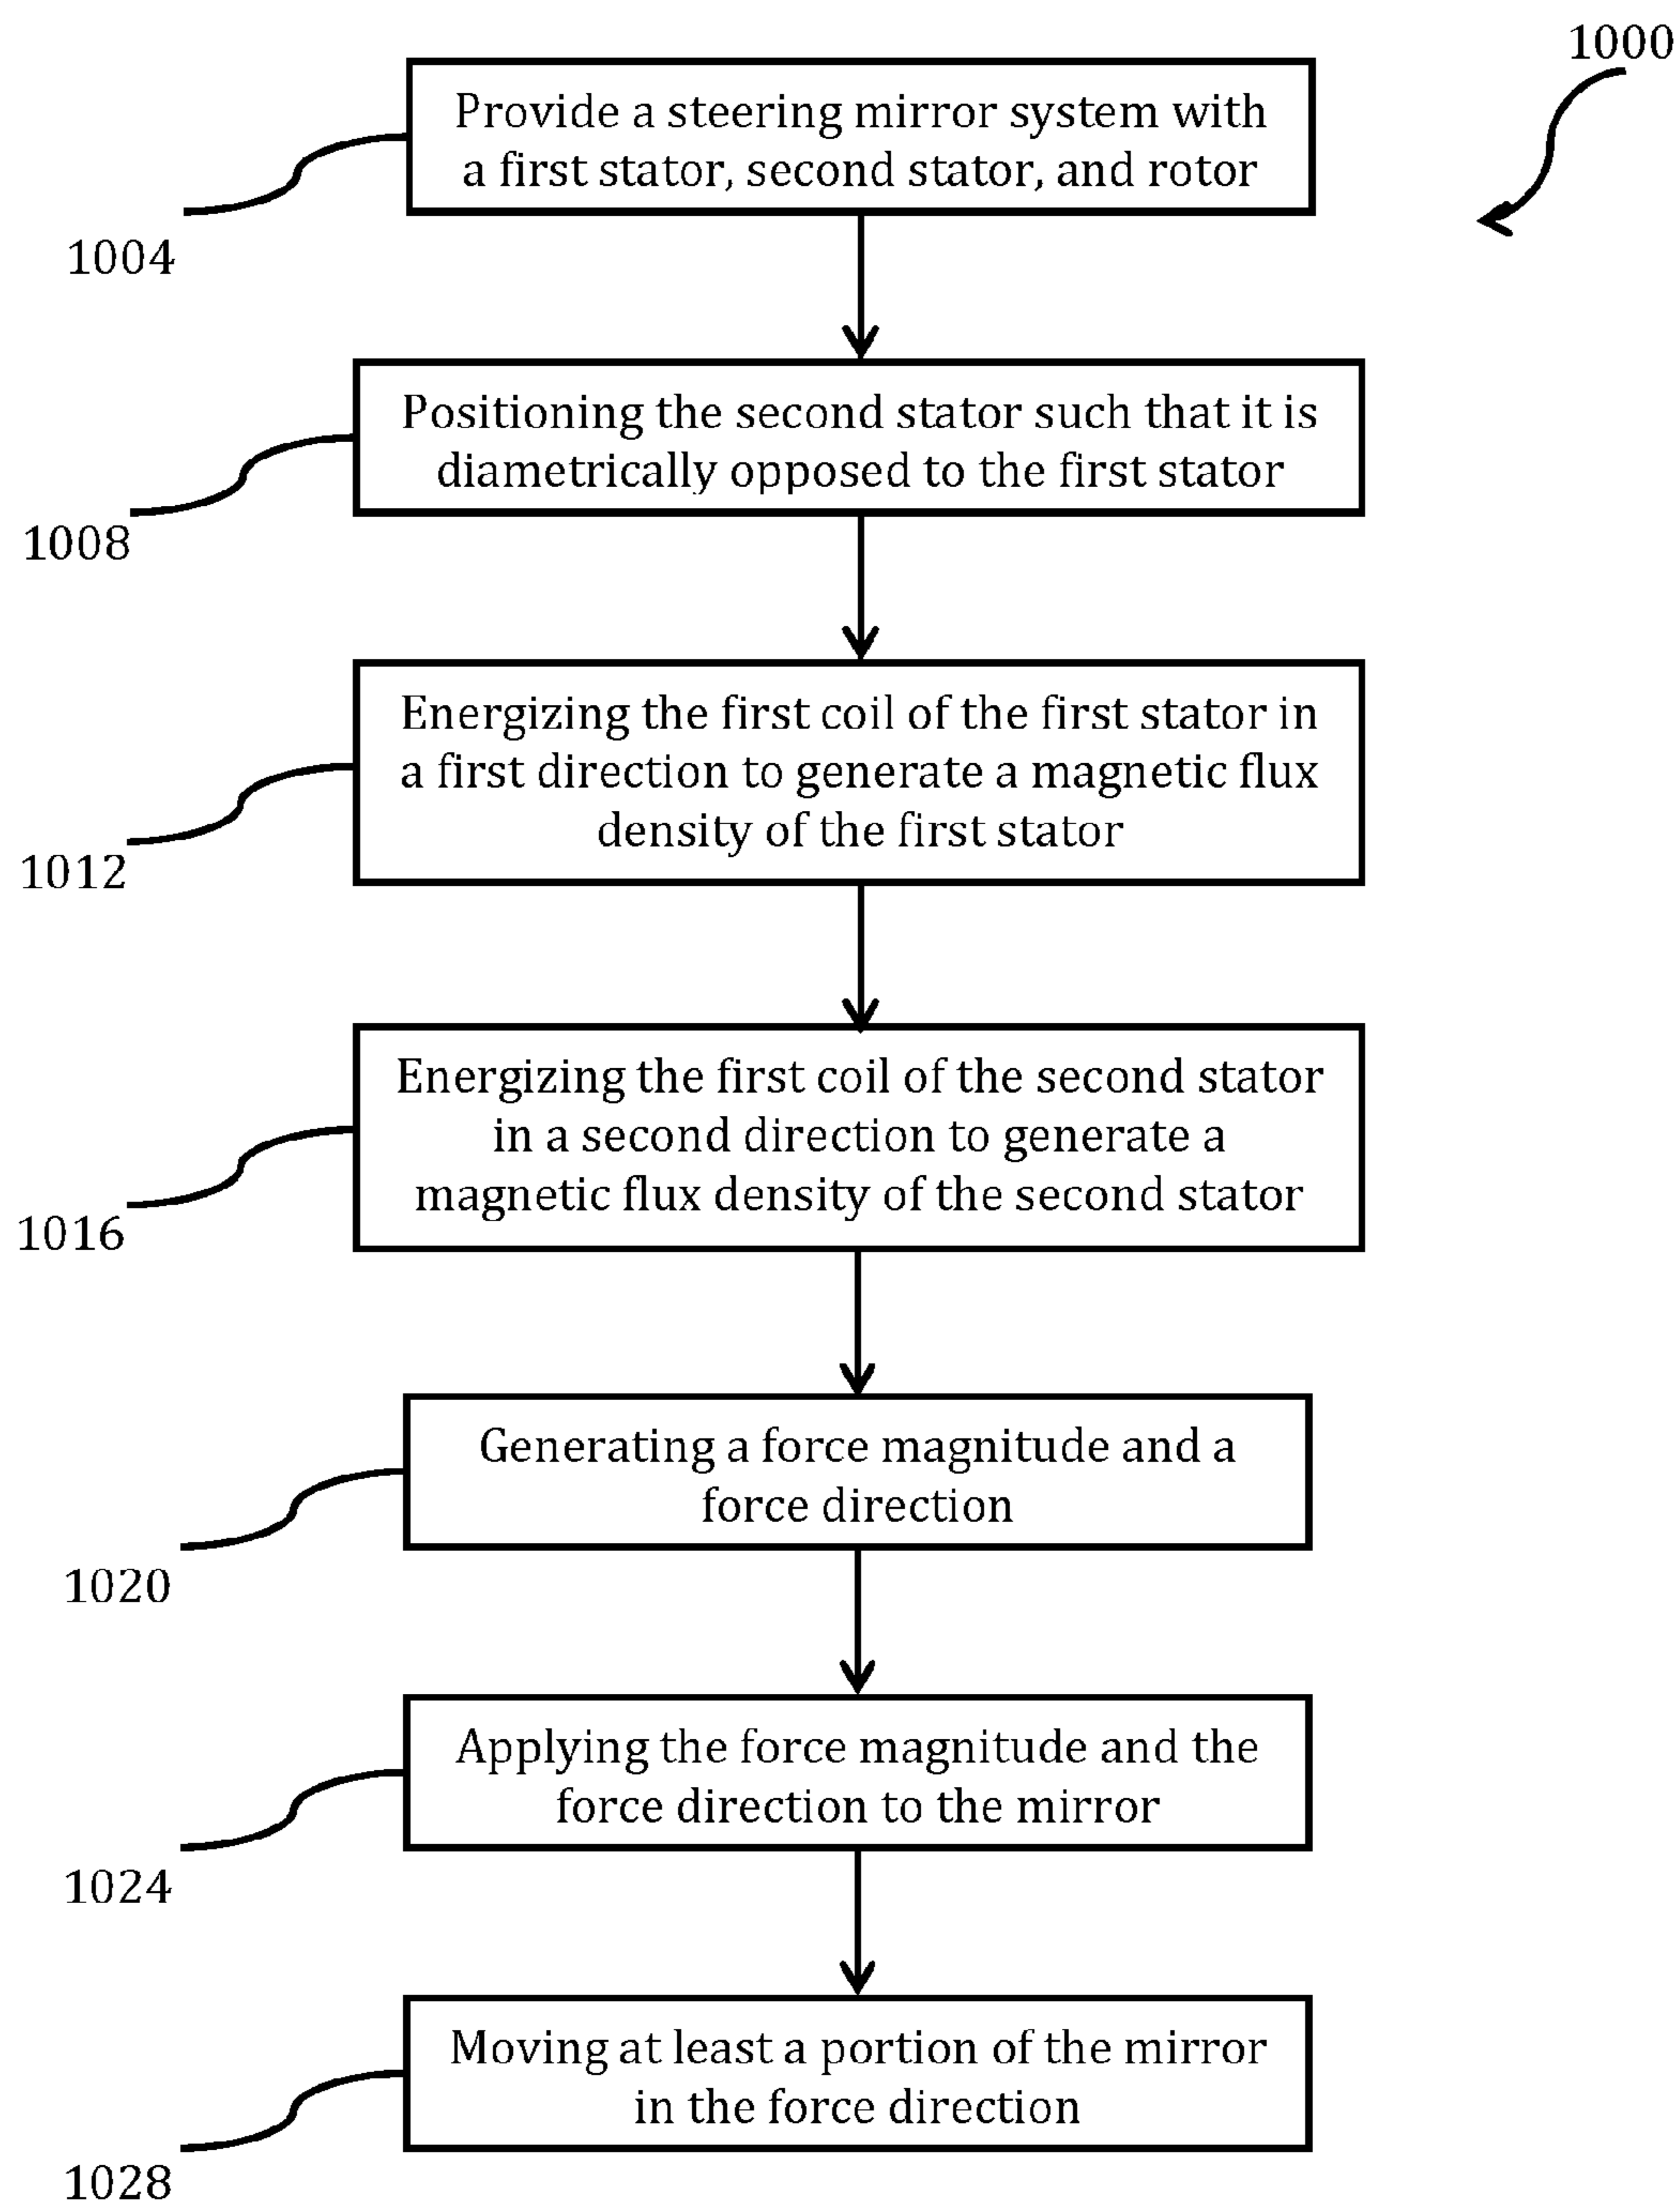 1000
Provide a steering mirror system with
a first stator, second stator, and rotor
1004
Positioning the second stator such that it is
diametrically opposed to the first stator
1008
Energizing the first coil of the first stator in
a first direction to generate a magnetic flux
density of the first stator
1012
Energizing the first coil of the second stator
in a second direction to generate a
magnetic flux density of the second stator
1016
Generating a force magnitude and a
force direction
1020
Applying the force magnitude and the
force direction to the mirror
1024
Moving at least a portion of the mirror
in the force direction
1028